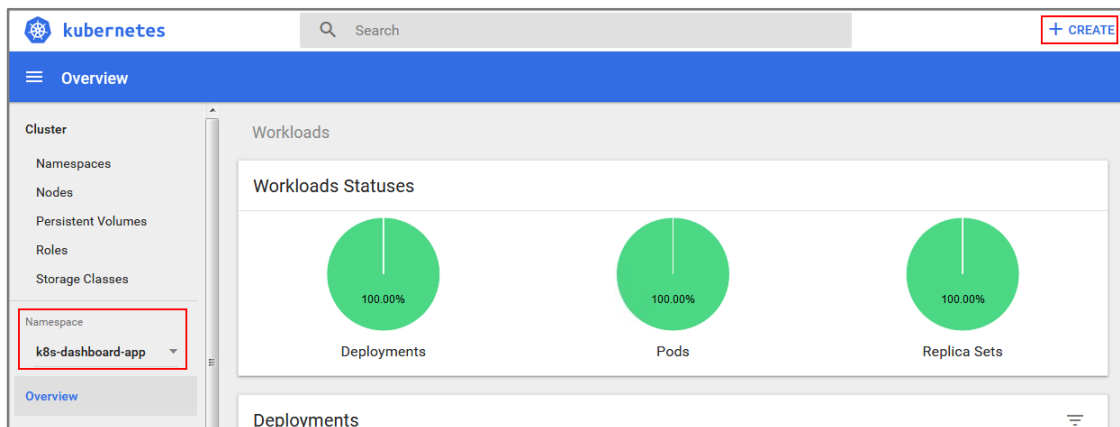 kubernetes
Search
+ CREATE
Overview
Cluster
Namespaces
Nodes
Persistent Volumes
Roles
Storage Classes
Namespace
k8s-dashboard-app
Overview
Workloads
Workloads Statuses
100.00%
100.00%
100.00%
Deployments
Pods
Replica Sets
Deployments